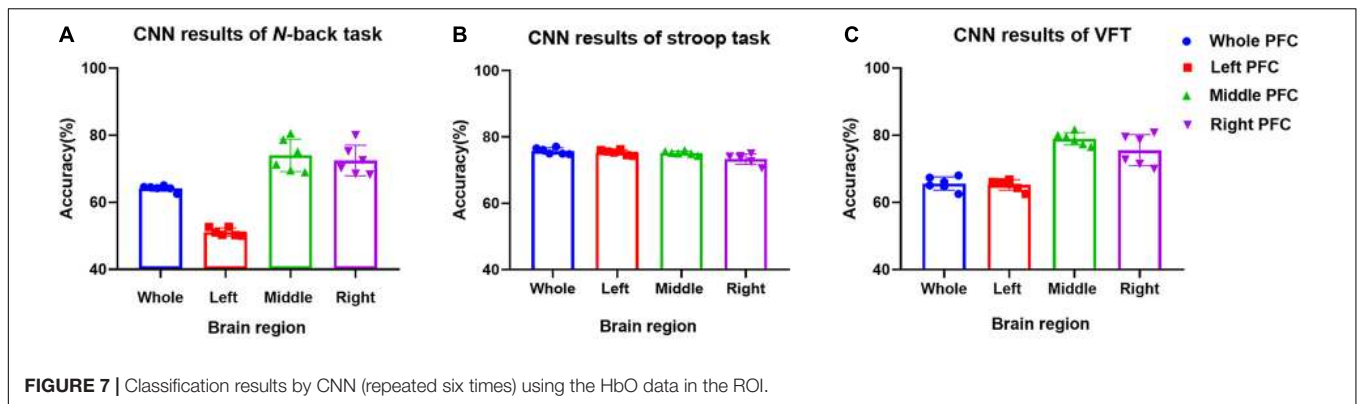 A
CNN results of N-back task
Accuracy(%)
100
80
60
40
Whole Left Middle Right
Brain region
B
CNN results of stroop task
Accuracy(%)
100
80
60
40
Whole Left Middle Right
Brain region
C
CNN results of VFT
Accuracy(%)
100
80
60
40
Whole Left Middle Right
Brain region
Whole PFC
Left PFC
Middle PFC
Right PFC
FIGURE 7 | Classification results by CNN (repeated six times) using the HbO data in the ROI.